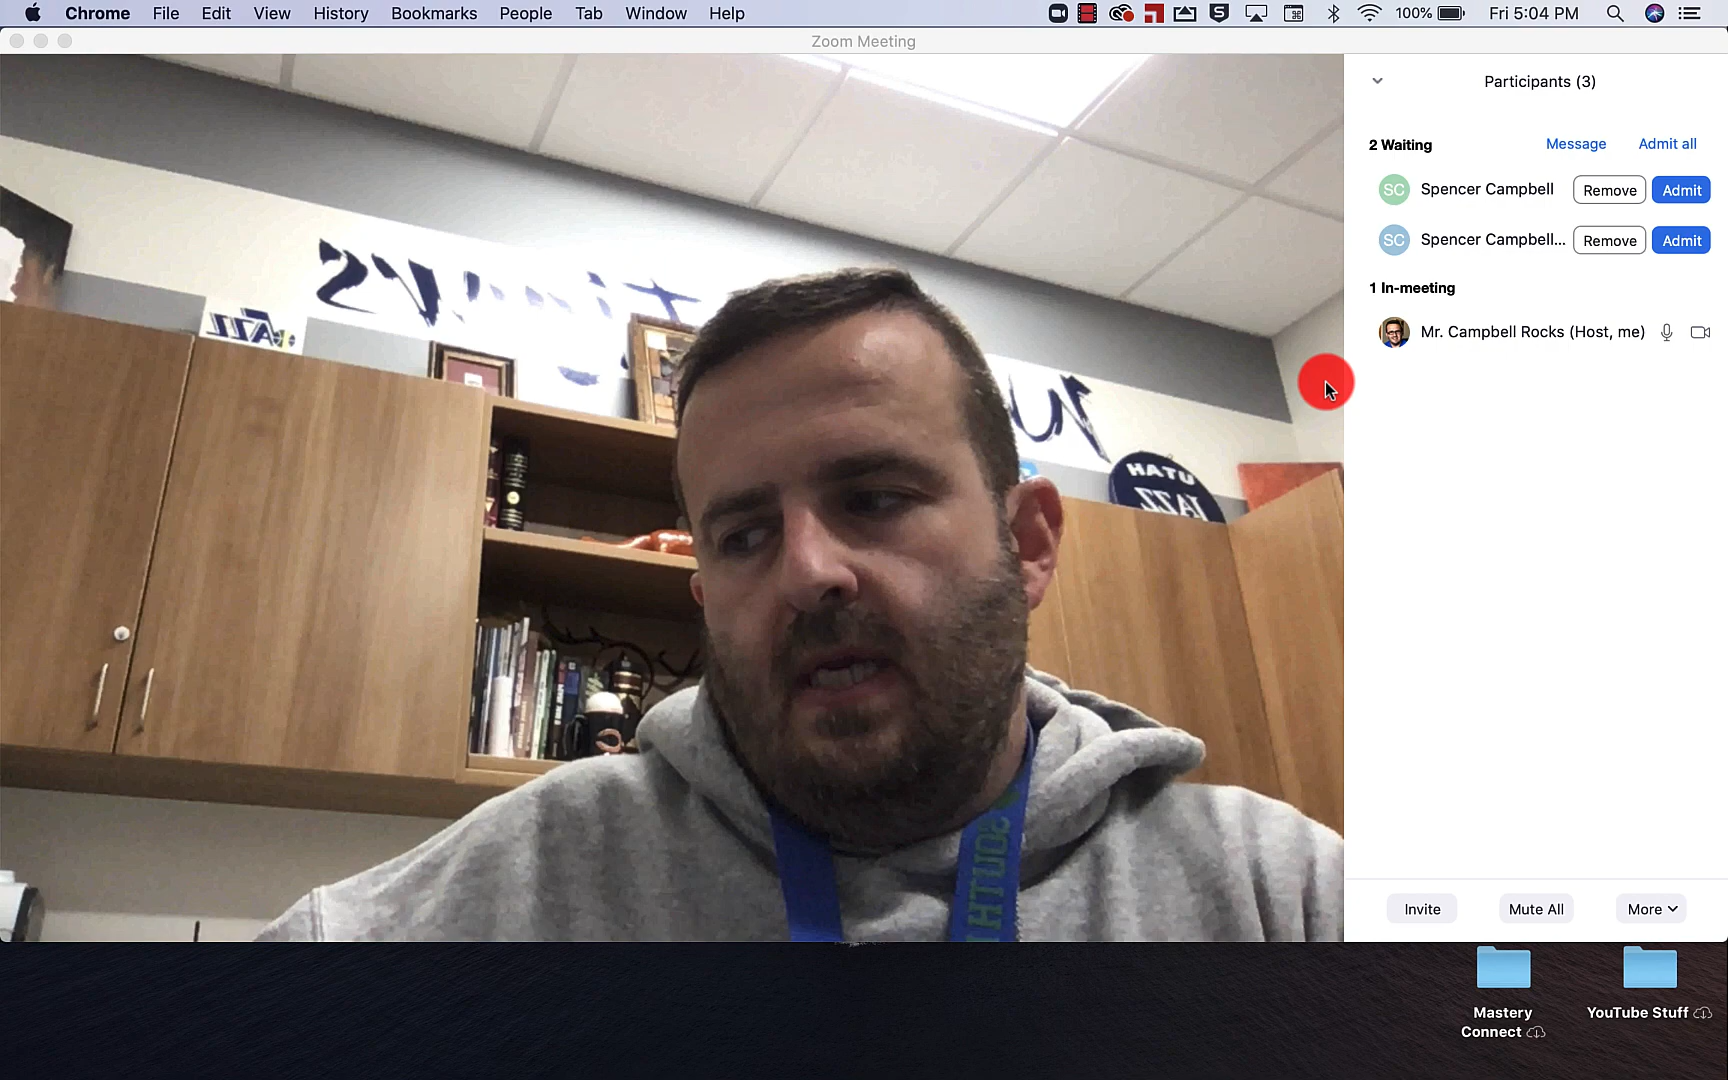 Chrome File Edit View History Bookmarks People Tab Window Help 100% Fri 5:04 PM
Zoom Meeting
Participants (3)
2 Waiting Message Admit all
SC Spencer Campbell Remove Admit
SC Spencer Campbell... Remove Admit
1 In-meeting
Mr. Campbell Rocks (Host, me)
JAZZ
UTAH
JAZZ
SOUTH
Invite Mute All More
Mastery
Connect
YouTube Stuff